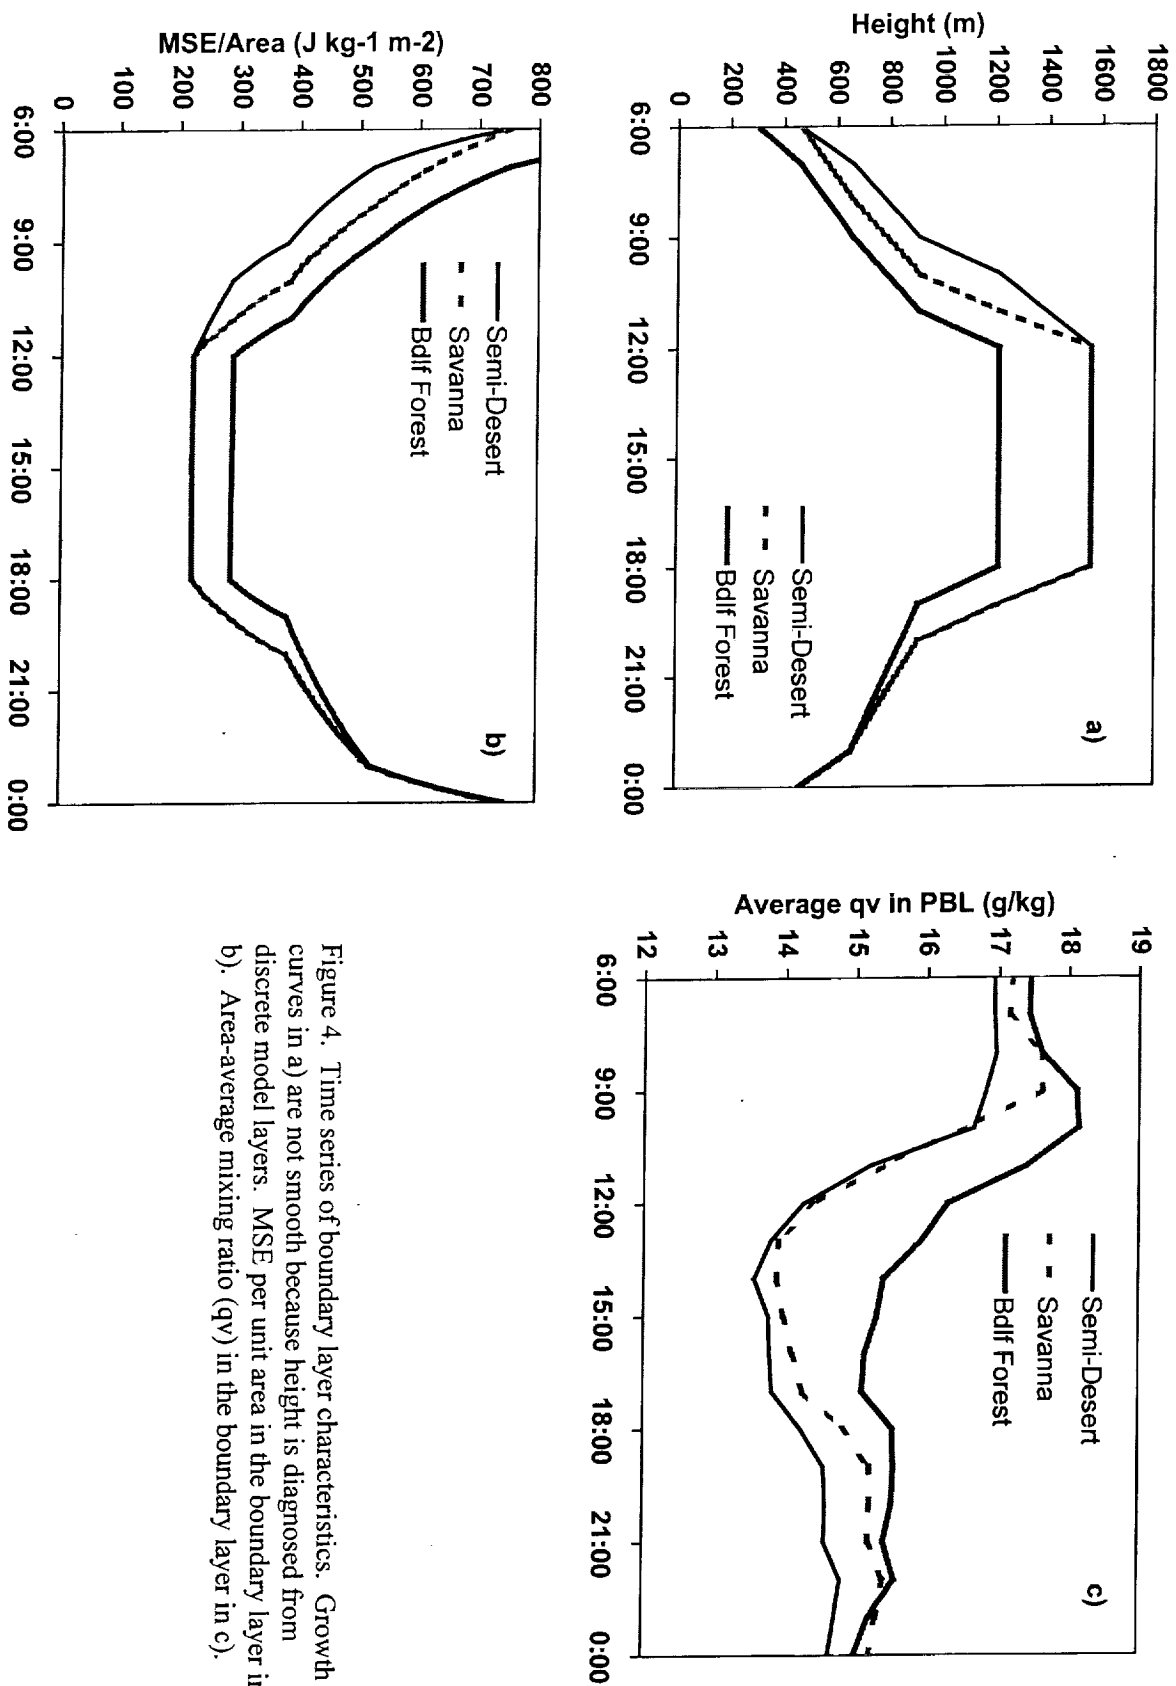 a)
Height (m)
1800
1600
1400
1200
1000
800
600
400
200
0
6:00
9:00
12:00
15:00
18:00
21:00
0:00
Semi-Desert
Savanna
Bdlf Forest
b)
MSE/Area (J kg-1 m-2)
800
700
600
500
400
300
200
100
0
6:00
9:00
12:00
15:00
18:00
21:00
0:00
Semi-Desert
Savanna
Bdlf Forest
c)
Average qv in PBL (g/kg)
19
18
17
16
15
14
13
12
6:00
9:00
12:00
15:00
18:00
21:00
0:00
Semi-Desert
Savanna
Bdlf Forest
Figure 4. Time series of boundary layer characteristics. Growth
curves in a) are not smooth because height is diagnosed from
discrete model layers. MSE per unit area in the boundary layer in
b). Area-average mixing ratio (qv) in the boundary layer in c).